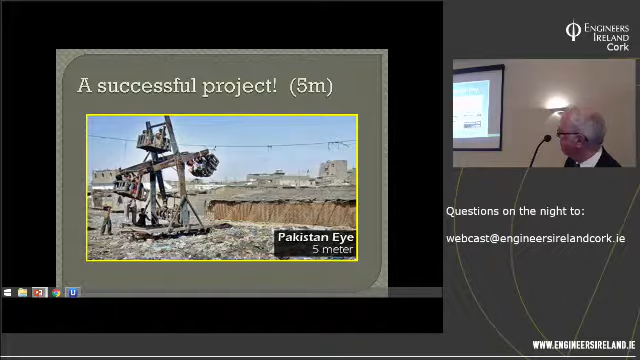 A successful project! (5m)
Pakistan Eye
5 meter
ENGINEERS
IRELAND
Cork
Questions on the night to:
webcast@engineersirelandcork.ie
WWW.ENGINEERSIRELAND.IE